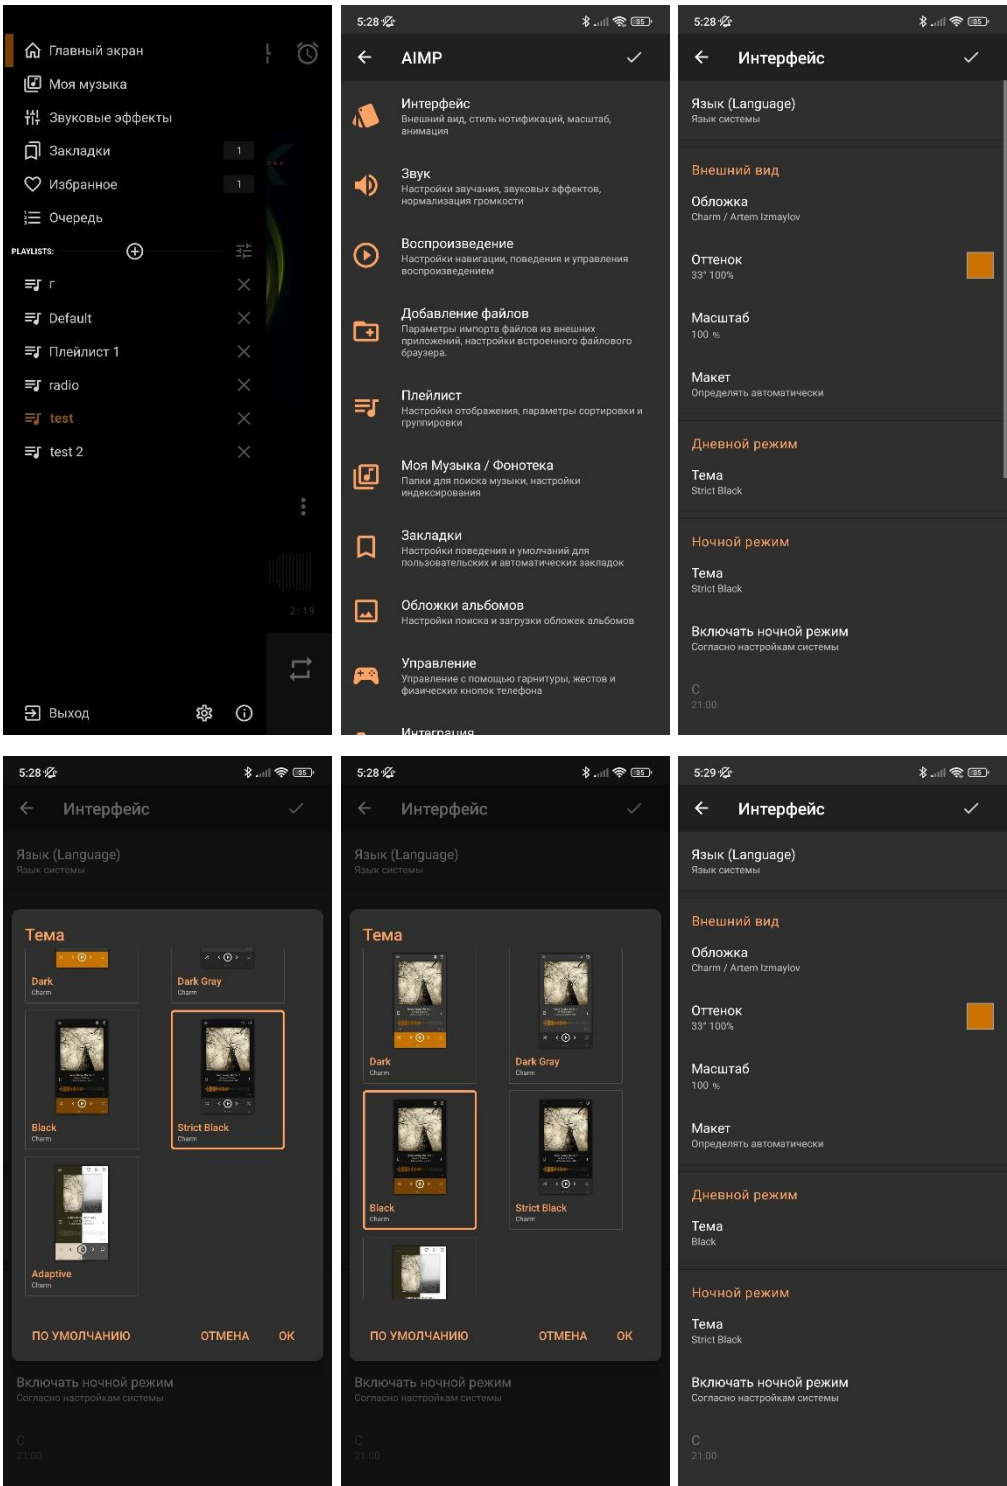 Главный экран
Моя музыка
Звуковые эффекты
Закладки 1
Избранное 1
Очередь
PLAYLISTS:
г
Default
Плейлист 1
radio
test
test 2
2:19
Выход
5:28 85
AIMP
Интерфейс
Внешний вид, стиль нотификаций, масштаб,
анимация
Звук
Настройки звучания, звуковых эффектов,
нормализация громкости
Воспроизведение
Настройки навигации, поведения и управления
воспроизведением
Добавление файлов
Параметры импорта файлов из внешних
приложений, настройки встроенного файлового
браузера.
Плейлист
Настройки отображения, параметры сортировки и
группировки
Моя Музыка / Фонотека
Папки для поиска музыки, настройки
индексирования
Закладки
Настройки поведения и умолчаний для
пользовательских и автоматических закладок
Обложки альбомов
Настройки поиска и загрузки обложек альбомов
Управление
Управление с помощью гарнитуры, жестов и
физических кнопок телефона
Интеграция
5:28 85
Интерфейс
Язык (Language)
Язык системы
Внешний вид
Обложка
Charm / Artem Izmaylov
Оттенок
33° 100%
Масштаб
100 %
Макет
Определять автоматически
Дневной режим
Тема
Strict Black
Ночной режим
Тема
Strict Black
Включать ночной режим
Согласно настройкам системы
С
21:00
5:28 85
Интерфейс
Язык (Language)
Язык системы
Тема
Dark
Charm
Dark Gray
Charm
Black
Charm
Strict Black
Charm
Adaptive
Charm
ПО УМОЛЧАНИЮ ОТМЕНА ОК
Включать ночной режим
Согласно настройкам системы
С
21:00
5:28 85
Интерфейс
Язык (Language)
Язык системы
Тема
Dark
Charm
Dark Gray
Charm
Black
Charm
Strict Black
Charm
ПО УМОЛЧАНИЮ ОТМЕНА ОК
Включать ночной режим
Согласно настройкам системы
С
21:00
5:29 85
Интерфейс
Язык (Language)
Язык системы
Внешний вид
Обложка
Charm / Artem Izmaylov
Оттенок
33° 100%
Масштаб
100 %
Макет
Определять автоматически
Дневной режим
Тема
Black
Ночной режим
Тема
Strict Black
Включать ночной режим
Согласно настройкам системы
С
21:00